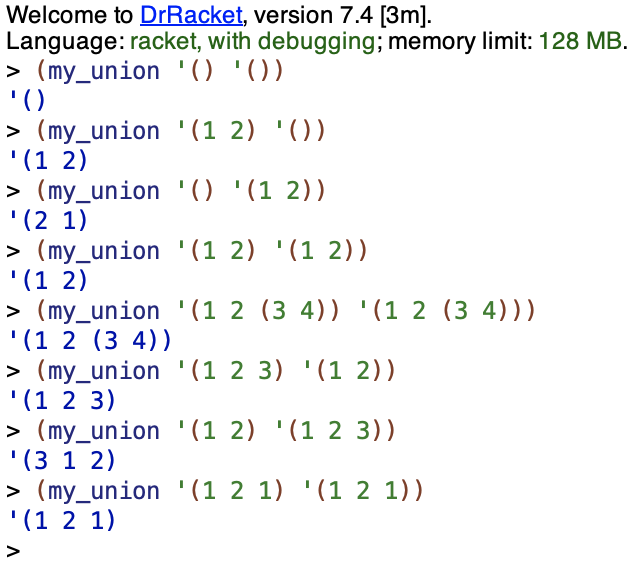 Welcome to DrRacket, version 7.4 [3m].
Language: racket, with debugging; memory limit: 128 MB.
> (my_union '() '())
'()
> (my_union '(1 2) '())
'(1 2)
> (my_union '() '(1 2))
'(2 1)
> (my_union '(1 2) '(1 2))
'(1 2)
> (my_union '(1 2 (3 4)) '(1 2 (3 4)))
'(1 2 (3 4))
> (my_union '(1 2 3) '(1 2))
'(1 2 3)
> (my_union '(1 2) '(1 2 3))
'(3 1 2)
> (my_union '(1 2 1) '(1 2 1))
'(1 2 1)
>